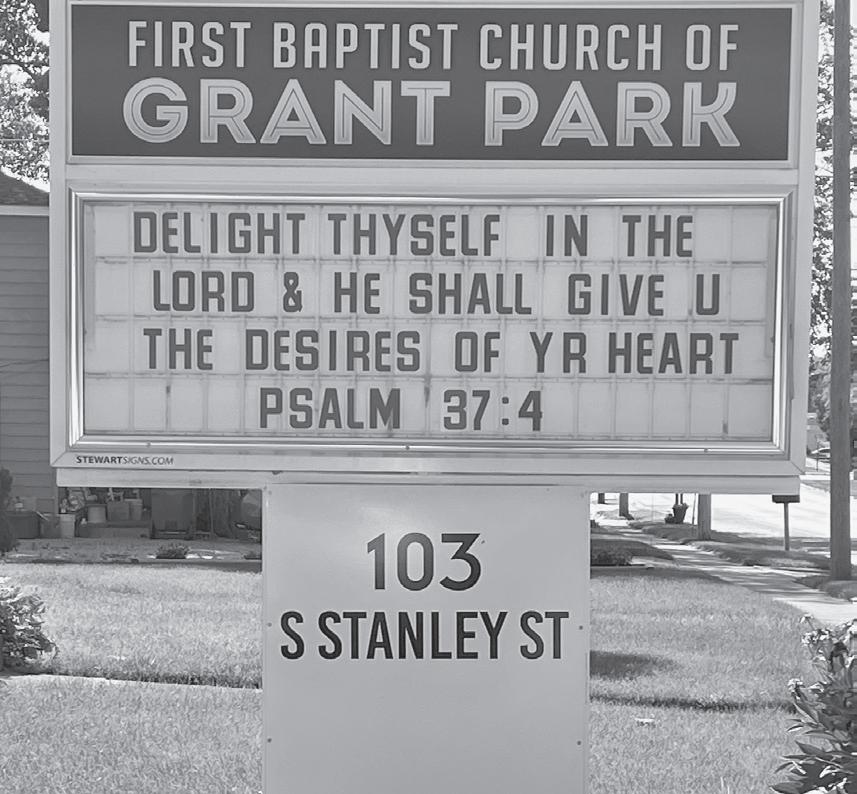 FIRST BAPTIST CHURCH OF
GRANT PARK
DELIGHT THYSELF IN THE
LORD & HE SHALL GIVE U
THE DESIRES OF YR HEART
PSALM 37:4
STEWARTSIGNS.COM
103
S STANLEY ST